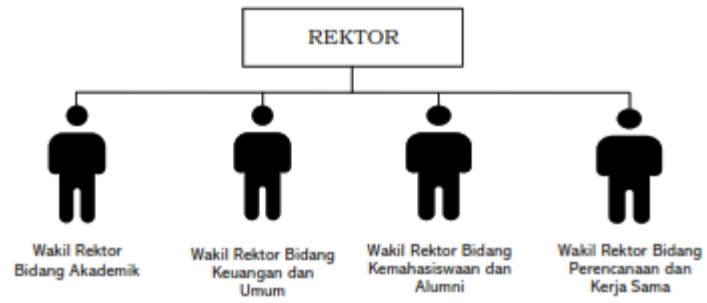 REKTOR
Wakil Rektor
Bidang Akademik
Wakil Rektor Bidang
Keuangan dan
Umum
Wakil Rektor Bidang
Kemahasiswaan dan
Alumni
Wakil Rektor Bidang
Perencanaan dan
Kerja Sama